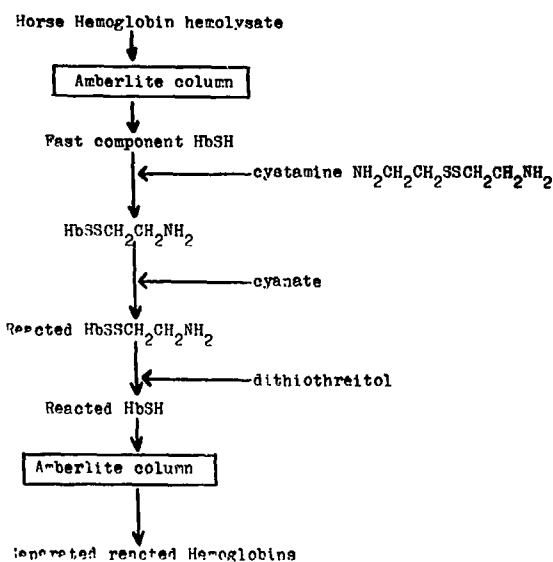 Horse Hemoglobin hemolysate
Amberlite column
Fast component HbSH
cystamine NH2CH2CH2SSCH2CH2NH2
HbSSCH2CH2NH2
cyanate
Reacted HbSSCH2CH2NH2
dithiothreitol
Reacted HbSH
Amberlite column
Separated reacted Hemoglobins